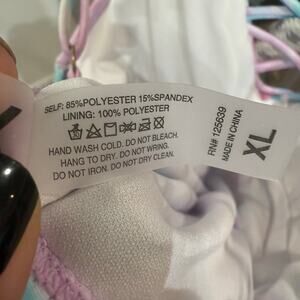 SELF: 85%POLYESTER 15%SPANDEX
LINING: 100% POLYESTER
HAND WASH COLD. DO NOT BLEACH.
HANG TO DRY. DO NOT WRING.
DO NOT IRON. DO NOT DRY CLEAN.
RN# 125639
MADE IN CHINA
XL